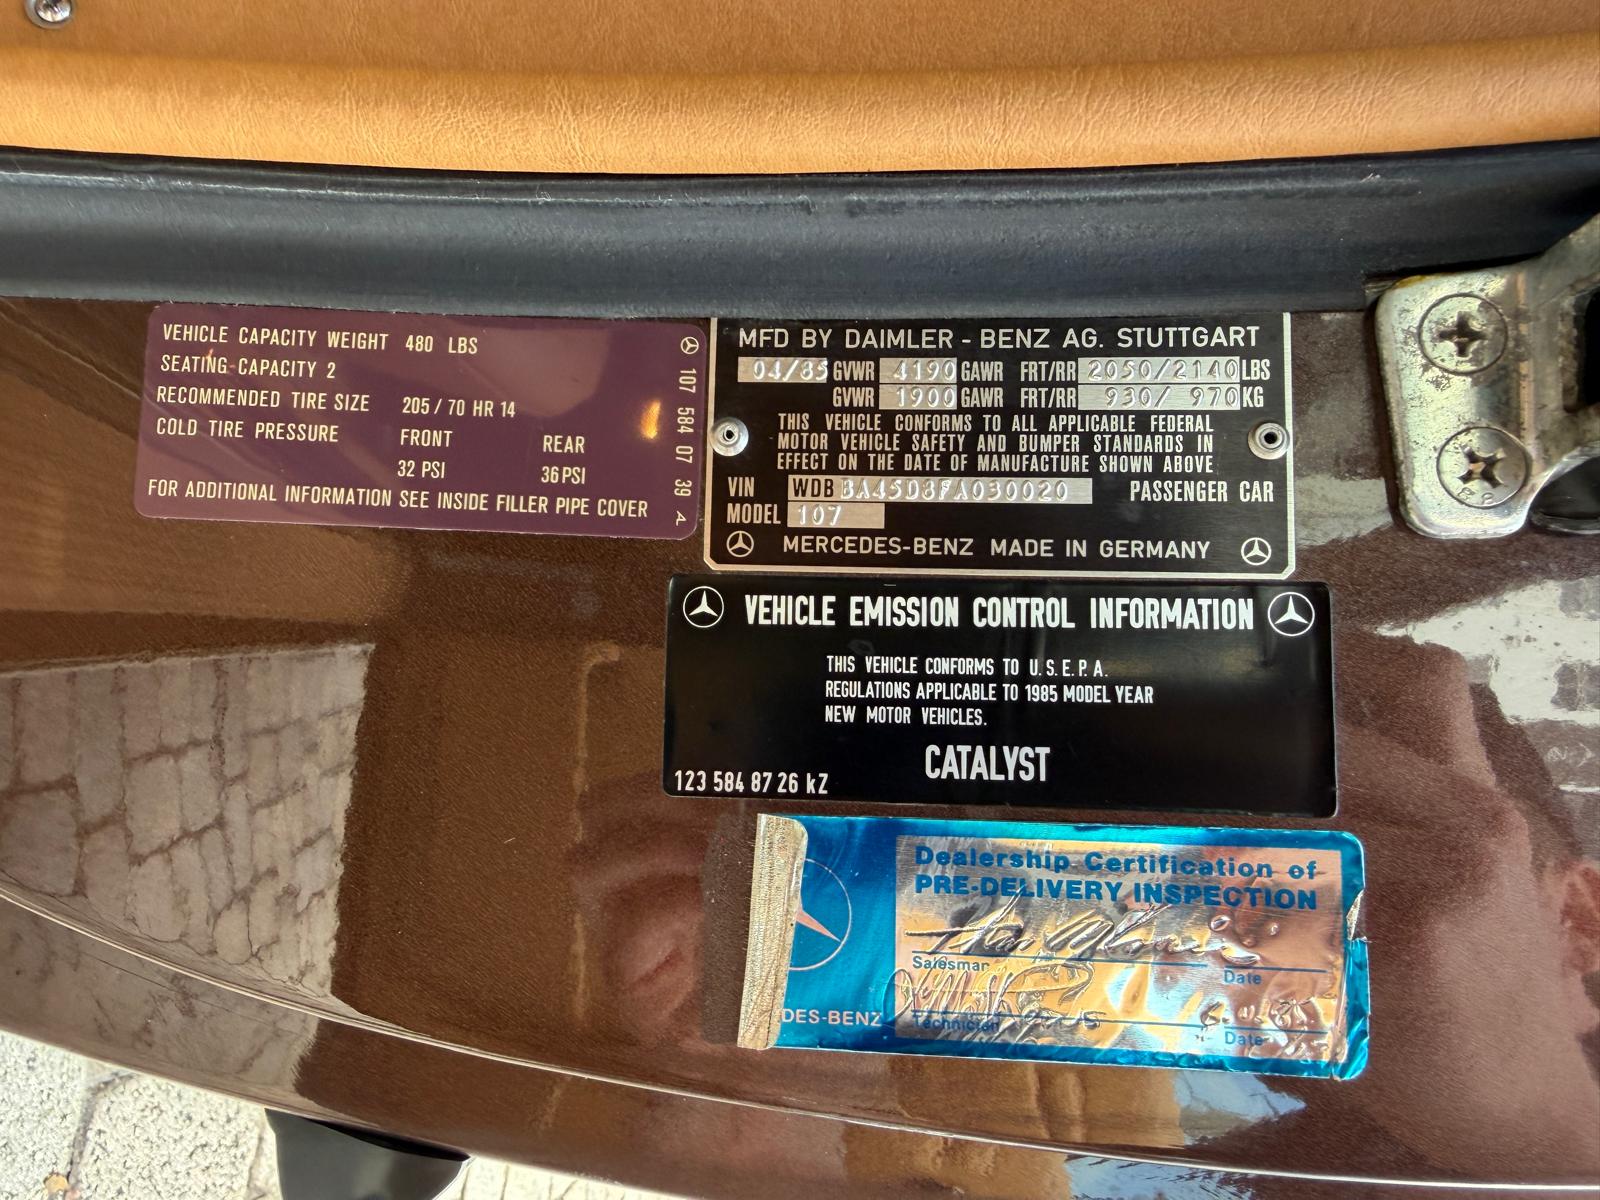 VEHICLE CAPACITY WEIGHT 480 LBS
SEATING CAPACITY 2
RECOMMENDED TIRE SIZE 205 / 70 HR 14
COLD TIRE PRESSURE FRONT REAR
32 PSI 36 PSI
FOR ADDITIONAL INFORMATION SEE INSIDE FILLER PIPE COVER
107 584 07 39 A
MFD BY DAIMLER - BENZ AG. STUTTGART
04/85 GVWR 4190 GAWR FRT/RR 2050/2140 LBS
GVWR 1900 GAWR FRT/RR 930/ 970 KG
THIS VEHICLE CONFORMS TO ALL APPLICABLE FEDERAL
MOTOR VEHICLE SAFETY AND BUMPER STANDARDS IN
EFFECT ON THE DATE OF MANUFACTURE SHOWN ABOVE
VIN WDB BA45D8FA030020 PASSENGER CAR
MODEL 107
MERCEDES-BENZ MADE IN GERMANY
VEHICLE EMISSION CONTROL INFORMATION
THIS VEHICLE CONFORMS TO U.S.E.P.A.
REGULATIONS APPLICABLE TO 1985 MODEL YEAR
NEW MOTOR VEHICLES.
CATALYST
123 584 87 26 kZ
Dealership Certification of
PRE-DELIVERY INSPECTION
Salesman Date
DES-BENZ
Technician Date